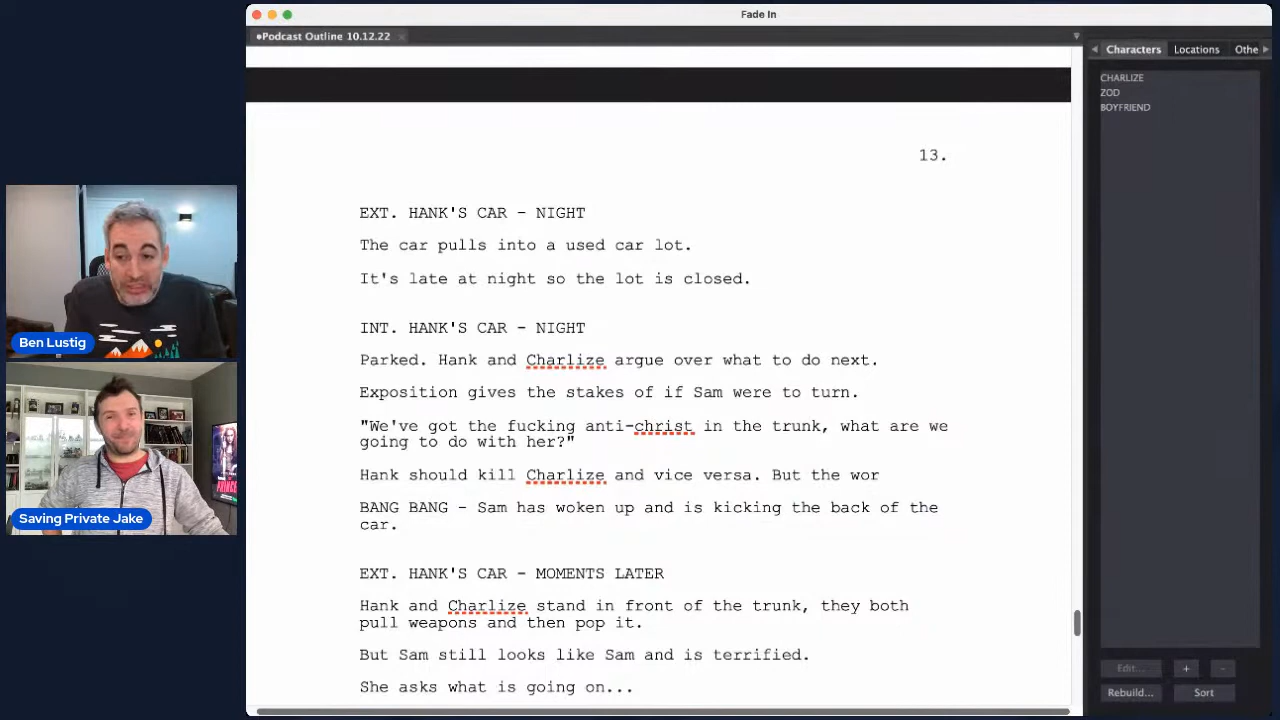 Fade In
•Podcast Outline 10.12.22
Characters
Locations
Othe
CHARLIZE
ZOD
BOYFRIEND
13.
EXT. HANK'S CAR - NIGHT
The car pulls into a used car lot.
It's late at night so the lot is closed.
INT. HANK'S CAR - NIGHT
Parked. Hank and Charlize argue over what to do next.
Exposition gives the stakes of if Sam were to turn.
"We've got the fucking anti-christ in the trunk, what are we
going to do with her?"
Hank should kill Charlize and vice versa. But the wor
BANG BANG - Sam has woken up and is kicking the back of the
car.
EXT. HANK'S CAR - MOMENTS LATER
Hank and Charlize stand in front of the trunk, they both
pull weapons and then pop it.
But Sam still looks like Sam and is terrified.
She asks what is going on...
Ben Lustig
Saving Private Jake
PRINCE
Edit...
+
-
Rebuild...
Sort